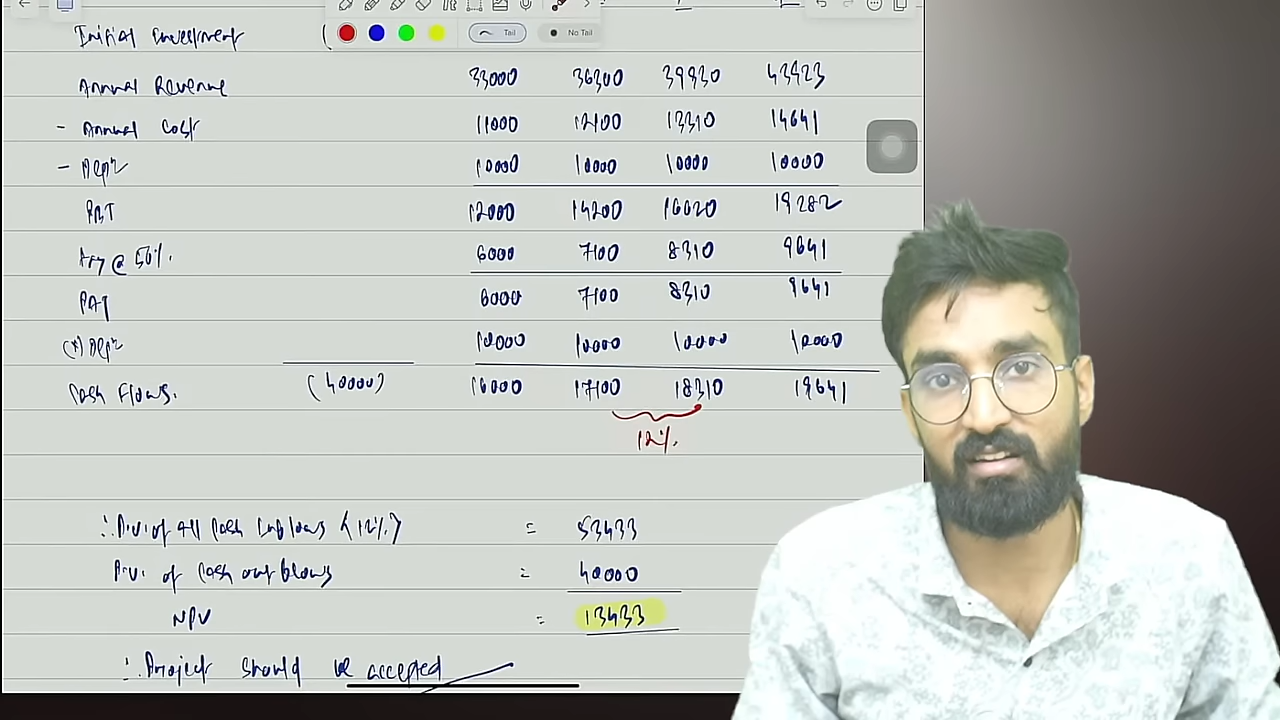 Initial Investment (
Tail No Tail
Annual Revenue 33000 36300 39930 43923
- Annual Cost 11000 12100 13310 14641
- Depn 10000 10000 10000 10000
PBT 12000 14200 16620 19282
Tax @ 50%. 6000 7100 8310 9641
PAT 6000 7100 8310 9641
(+) Depn 10000 10000 10000 10000
Cash Flows. (40000) 16000 17100 18310 19641
12%.
∴ P.V. of all Cash Inflows (12%) = 53433
P.V. of Cash outflows = 40000
NPV = 13433
∴ Project should be accepted